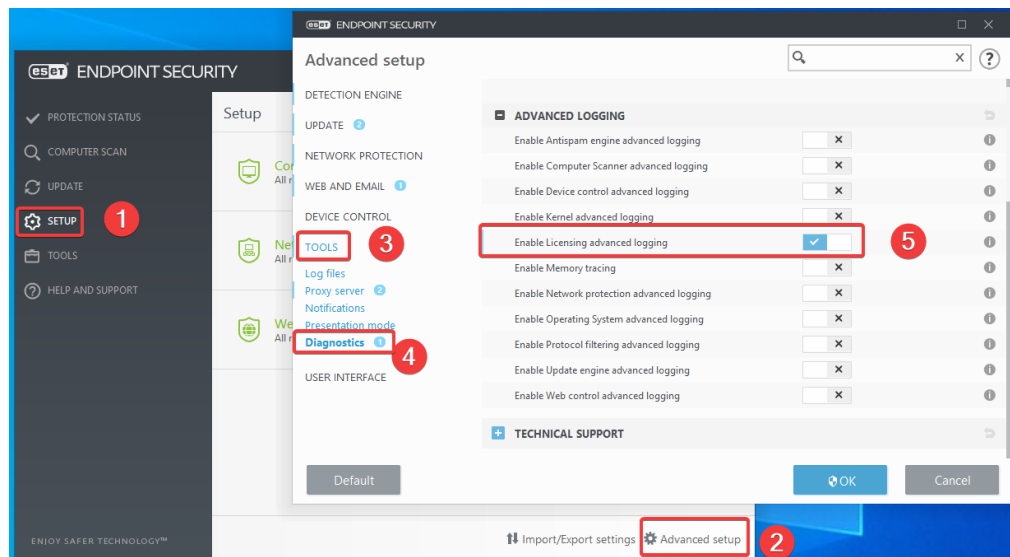 eset ENDPOINT SECURITY
Advanced setup
DETECTION ENGINE
UPDATE 2
NETWORK PROTECTION
WEB AND EMAIL 1
DEVICE CONTROL
TOOLS
3
Log files
Proxy server 2
Notifications
Presentation mode
Diagnostics 1
4
USER INTERFACE
ADVANCED LOGGING
Enable Antispam engine advanced logging
Enable Computer Scanner advanced logging
Enable Device control advanced logging
Enable Kernel advanced logging
Enable Licensing advanced logging
5
Enable Memory tracing
Enable Network protection advanced logging
Enable Operating System advanced logging
Enable Protocol filtering advanced logging
Enable Update engine advanced logging
Enable Web control advanced logging
TECHNICAL SUPPORT
Default
OK
Cancel
eset ENDPOINT SECURITY
PROTECTION STATUS
COMPUTER SCAN
UPDATE
SETUP
1
TOOLS
HELP AND SUPPORT
ENJOY SAFER TECHNOLOGY™
Setup
All
All
All
Import/Export settings
Advanced setup
2